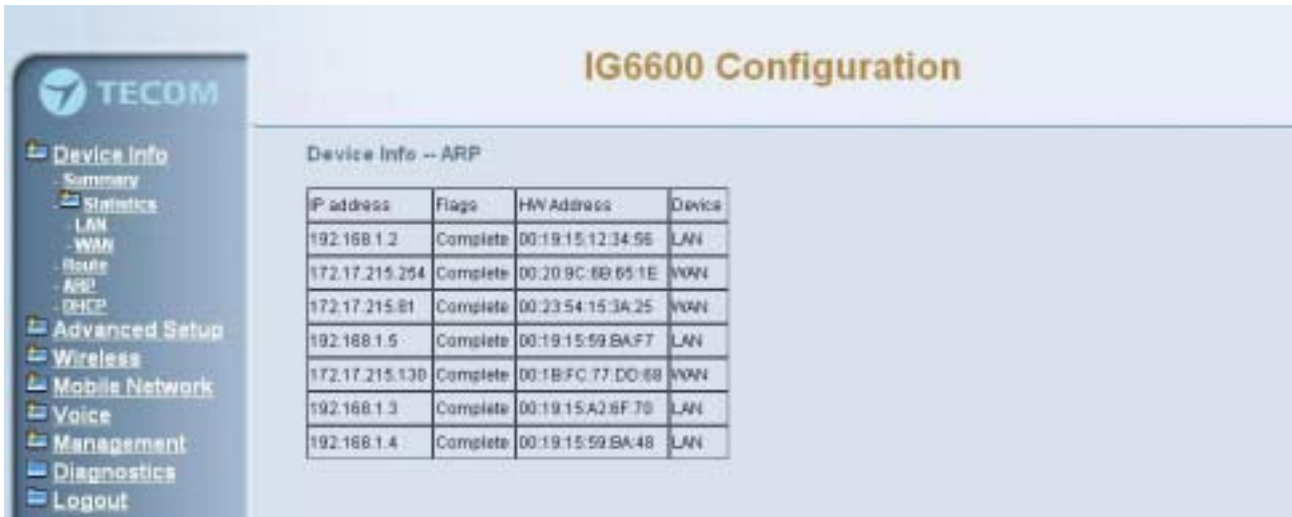 IG6600 Configuration
TECOM
Device Info
- Summary
Statistics
- LAN
- WAN
- Route
- ARP
- DHCP
Advanced Setup
Wireless
Mobile Network
Voice
Management
Diagnostics
Logout
Device Info -- ARP
IP address Flags HW Address Device
192.168.1.2 Complete 00:19:15:12:34:56 LAN
172.17.215.254 Complete 00:20:9C:6B:65:1E WAN
172.17.215.81 Complete 00:23:54:15:3A:25 WAN
192.168.1.5 Complete 00:19:15:59:BA:F7 LAN
172.17.215.130 Complete 00:1B:FC:77:DD:68 WAN
192.168.1.3 Complete 00:19:15:A2:6F:70 LAN
192.168.1.4 Complete 00:19:15:59:BA:48 LAN